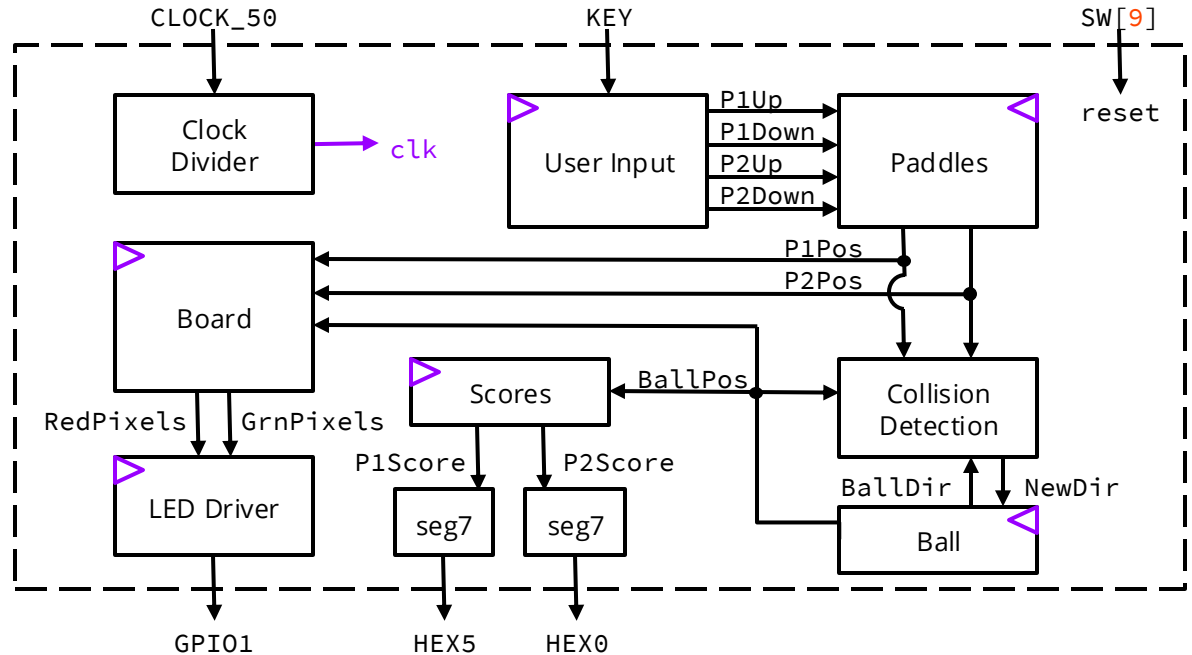 CLOCK_50
KEY
SW[9]
Clock
Divider
clk
User Input
P1Up
P1Down
P2Up
P2Down
Paddles
reset
P1Pos
P2Pos
Board
Scores
BallPos
Collision
Detection
RedPixels
GrnPixels
P1Score
P2Score
BallDir
NewDir
LED Driver
seg7
seg7
Ball
GPIO1
HEX5
HEX0